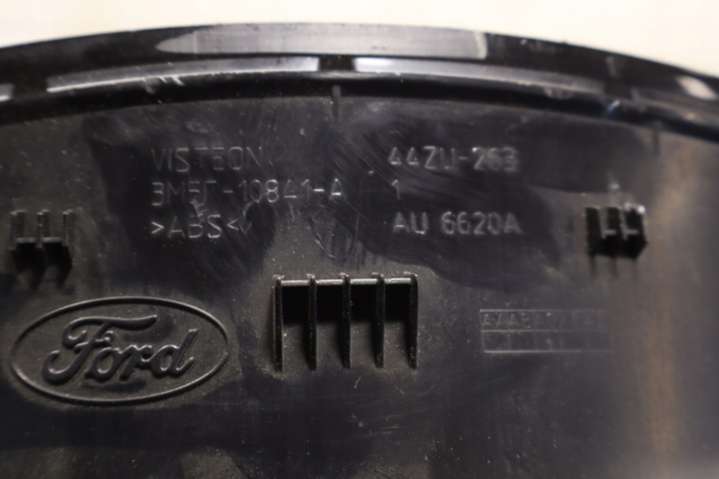 VISTEON
3M5T-10841-A
>ABS<
44ZU-263
1
AU 6620A
Ford